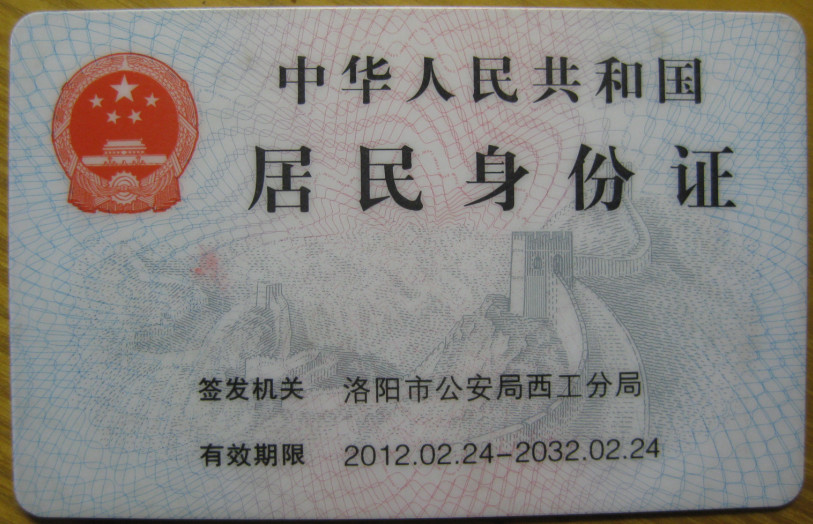 中华人民共和国
居民身份证
签发机关 洛阳市公安局西工分局
有效期限 2012.02.24-2032.02.24